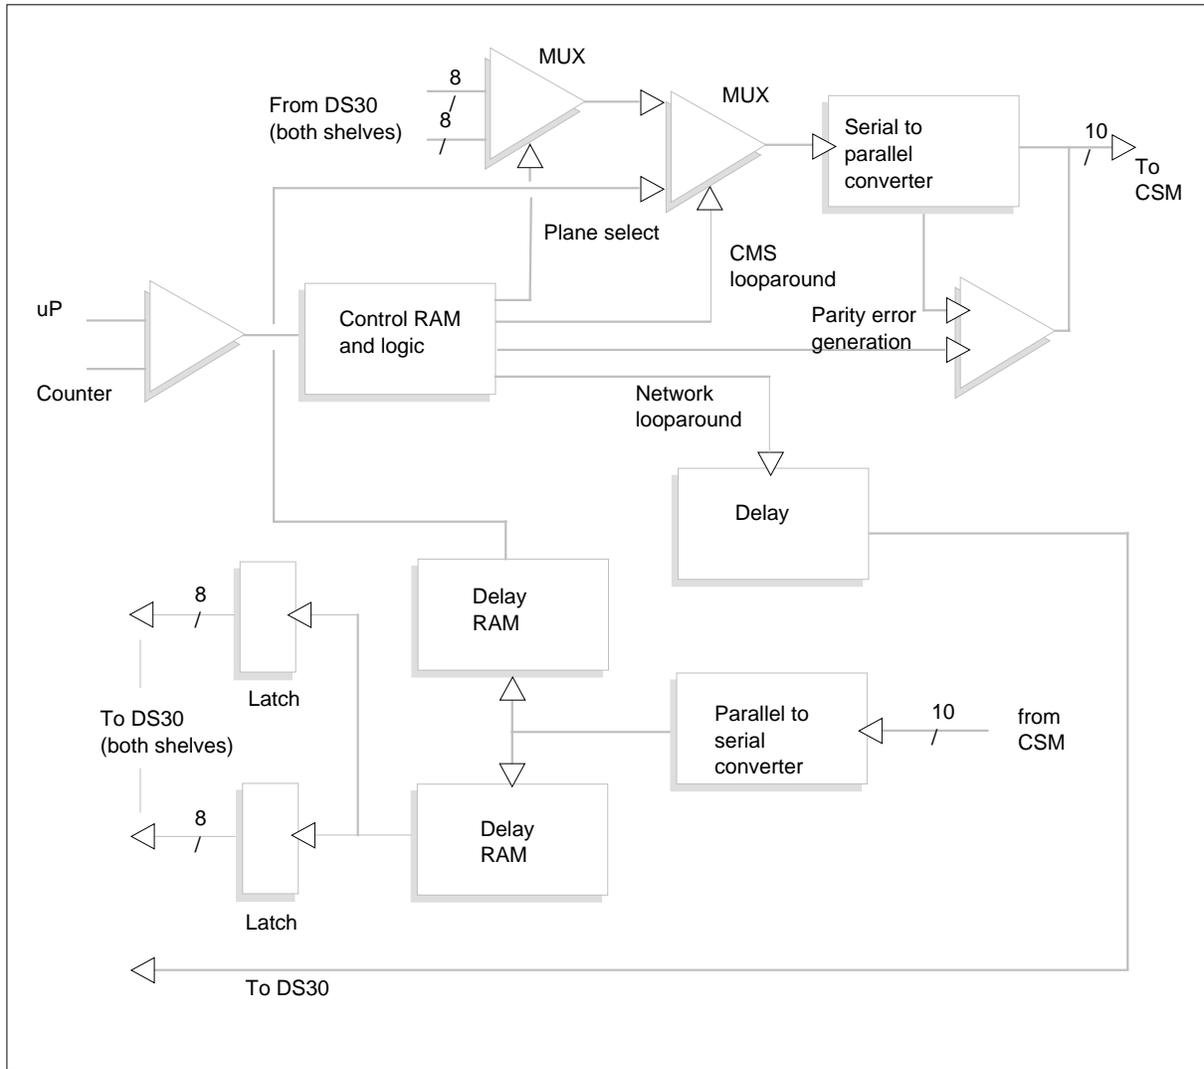 MUX
8
From DS30
(both shelves)
8
MUX
Serial to
parallel
converter
10
To
CSM
Plane select
CMS
looparound
uP
Control RAM
and logic
Parity error
generation
Counter
Network
looparound
Delay
8
Delay
RAM
Latch
To DS30
(both shelves)
Parallel to
serial
converter
10
from
CSM
8
Delay
RAM
Latch
To DS30